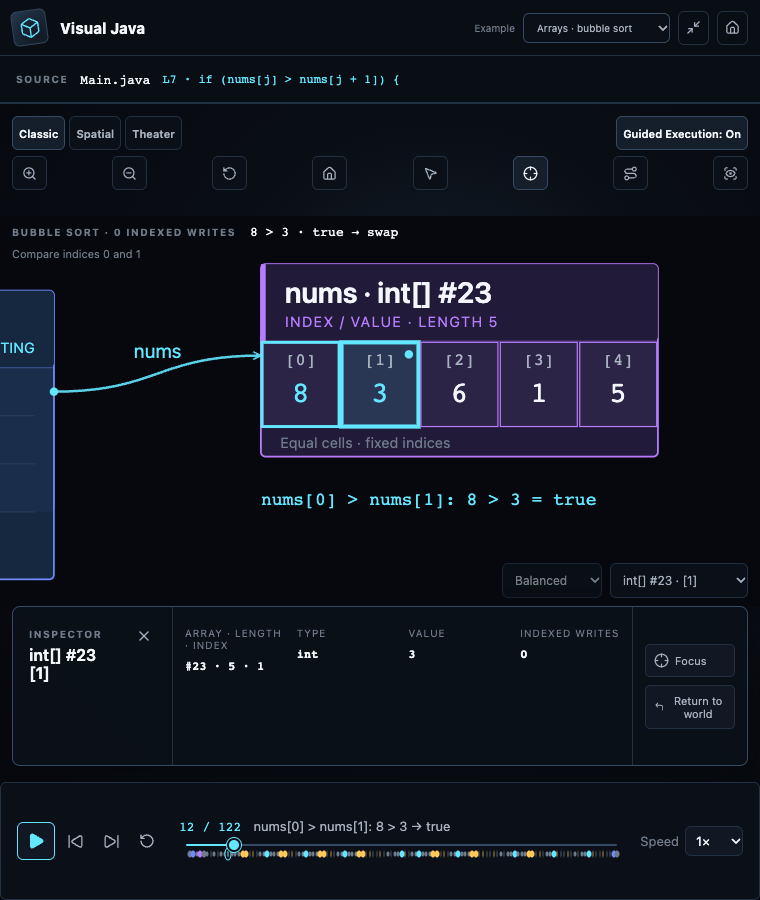 Visual Java
Example
Arrays · bubble sort
SOURCE Main.java L7 · if (nums[j] > nums[j + 1]) {
Classic Spatial Theater
Guided Execution: On
BUBBLE SORT · 0 INDEXED WRITES 8 > 3 · true → swap
Compare indices 0 and 1
TING
nums
nums · int[] #23
INDEX / VALUE · LENGTH 5
[0] [1] [2] [3] [4]
8 3 6 1 5
Equal cells · fixed indices
nums[0] > nums[1]: 8 > 3 = true
Balanced
int[] #23 · [1]
INSPECTOR
int[] #23
[1]
ARRAY · LENGTH
· INDEX
#23 · 5 · 1
TYPE
int
VALUE
3
INDEXED WRITES
0
Focus
Return to
world
12 / 122 nums[0] > nums[1]: 8 > 3 → true
Speed 1×